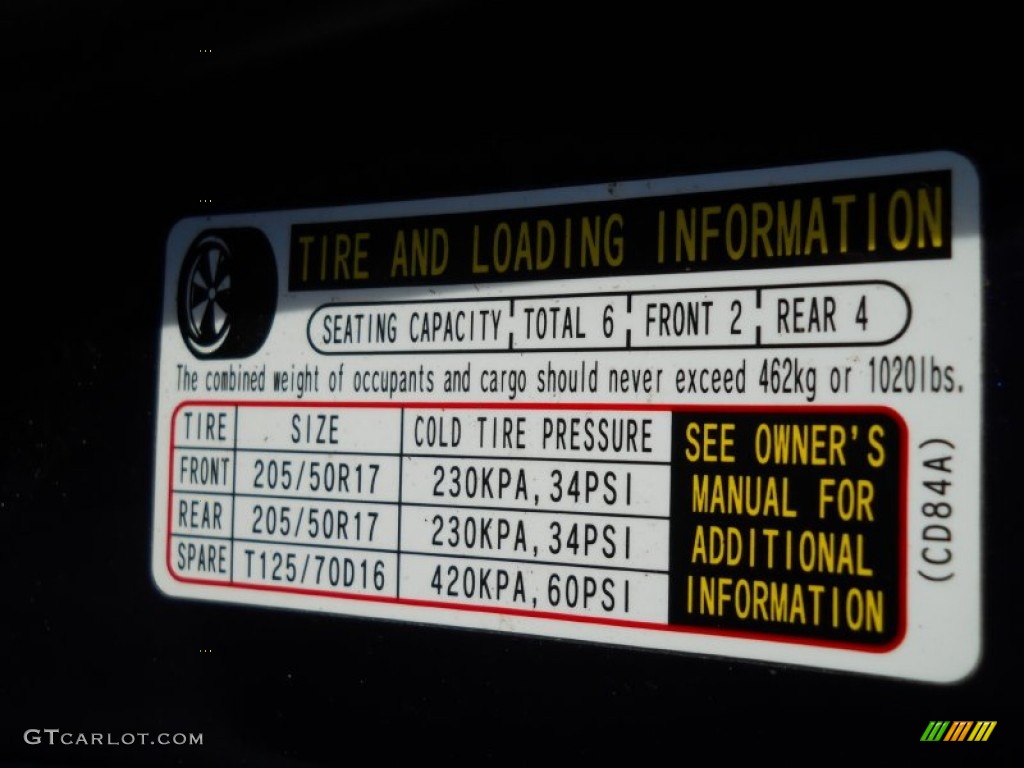 TIRE AND LOADING INFORMATION
SEATING CAPACITY TOTAL 6 FRONT 2 REAR 4
The combined weight of occupants and cargo should never exceed 462kg or 1020lbs.
TIRE SIZE COLD TIRE PRESSURE
FRONT 205/50R17 230KPA, 34PSI
REAR 205/50R17 230KPA, 34PSI
SPARE T125/70D16 420KPA, 60PSI
SEE OWNER'S
MANUAL FOR
ADDITIONAL
INFORMATION
(CD84A)
GTCARLOT.COM